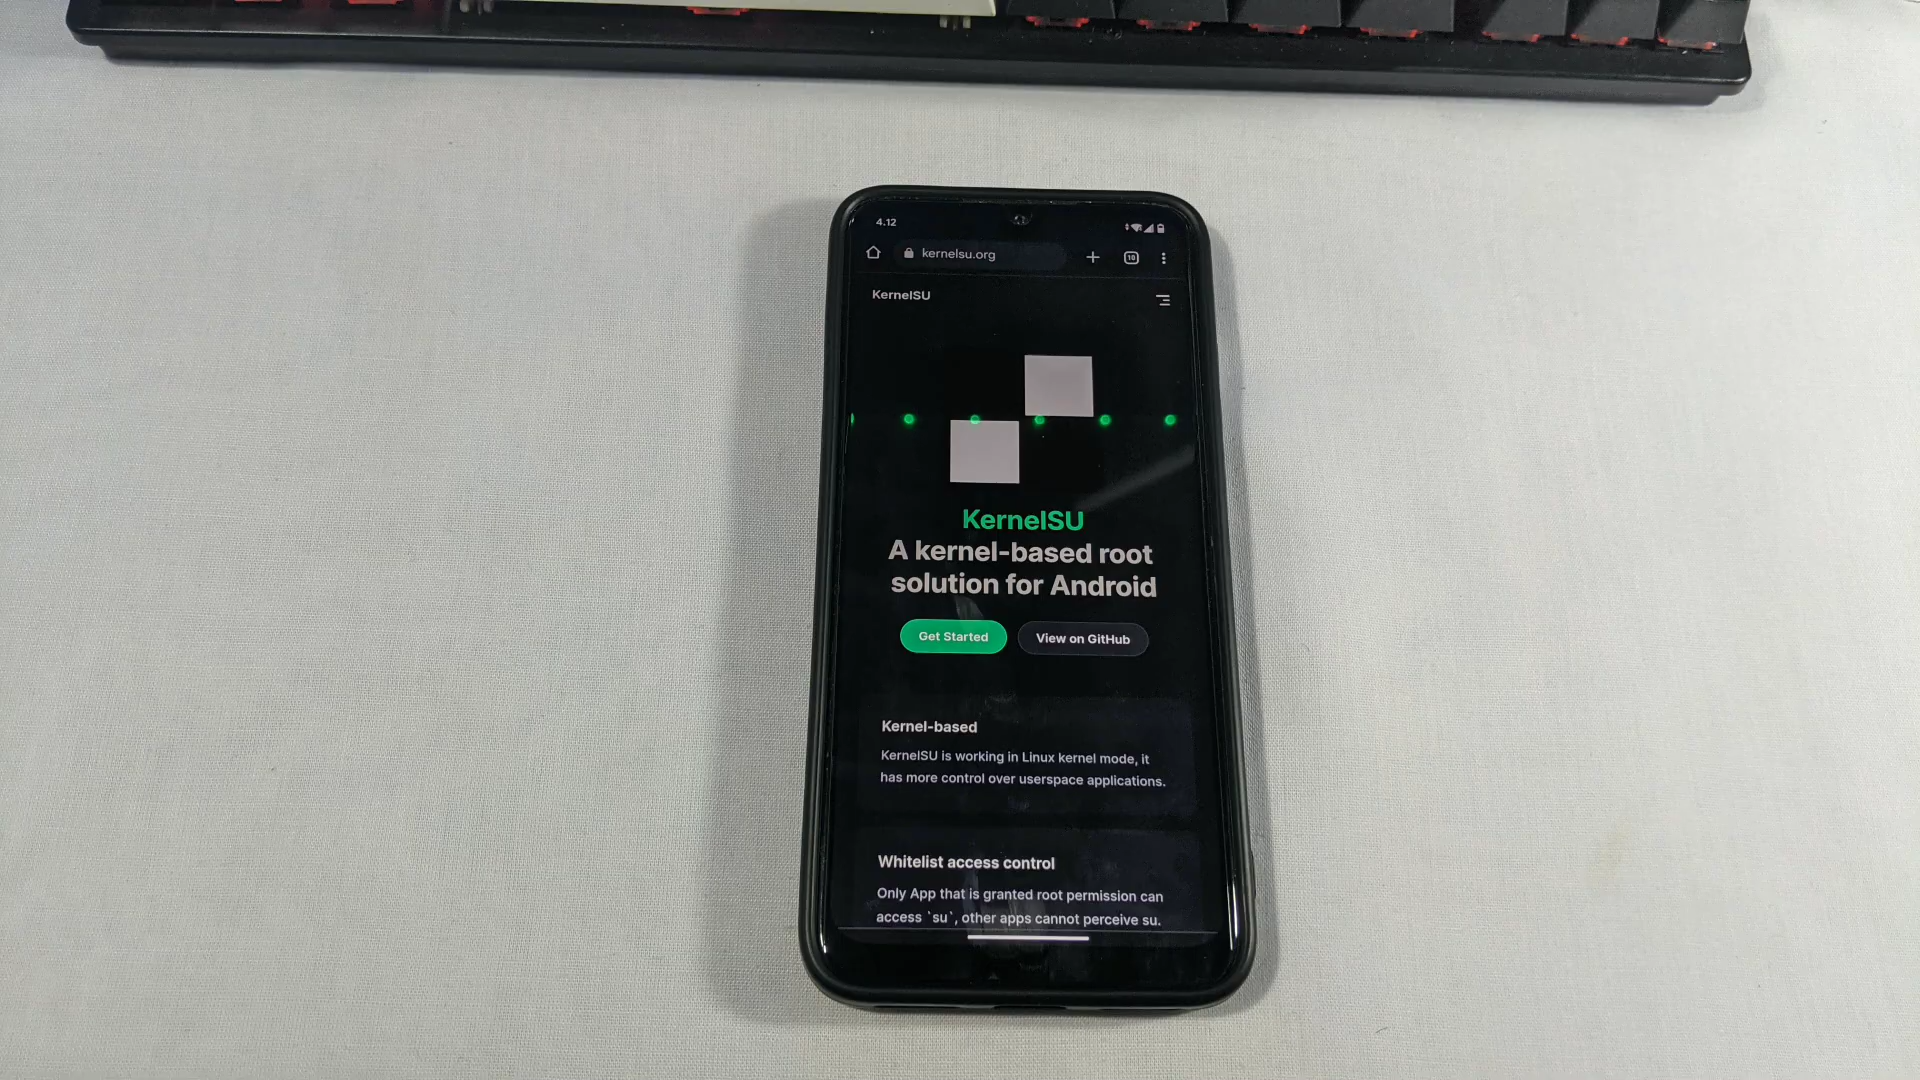 4.12
kernelsu.org
10
KernelSU
KernelSU
A kernel-based root
solution for Android
Get Started
View on GitHub
Kernel-based
KernelSU is working in Linux kernel mode, it
has more control over userspace applications.
Whitelist access control
Only App that is granted root permission can
access `su`, other apps cannot perceive su.